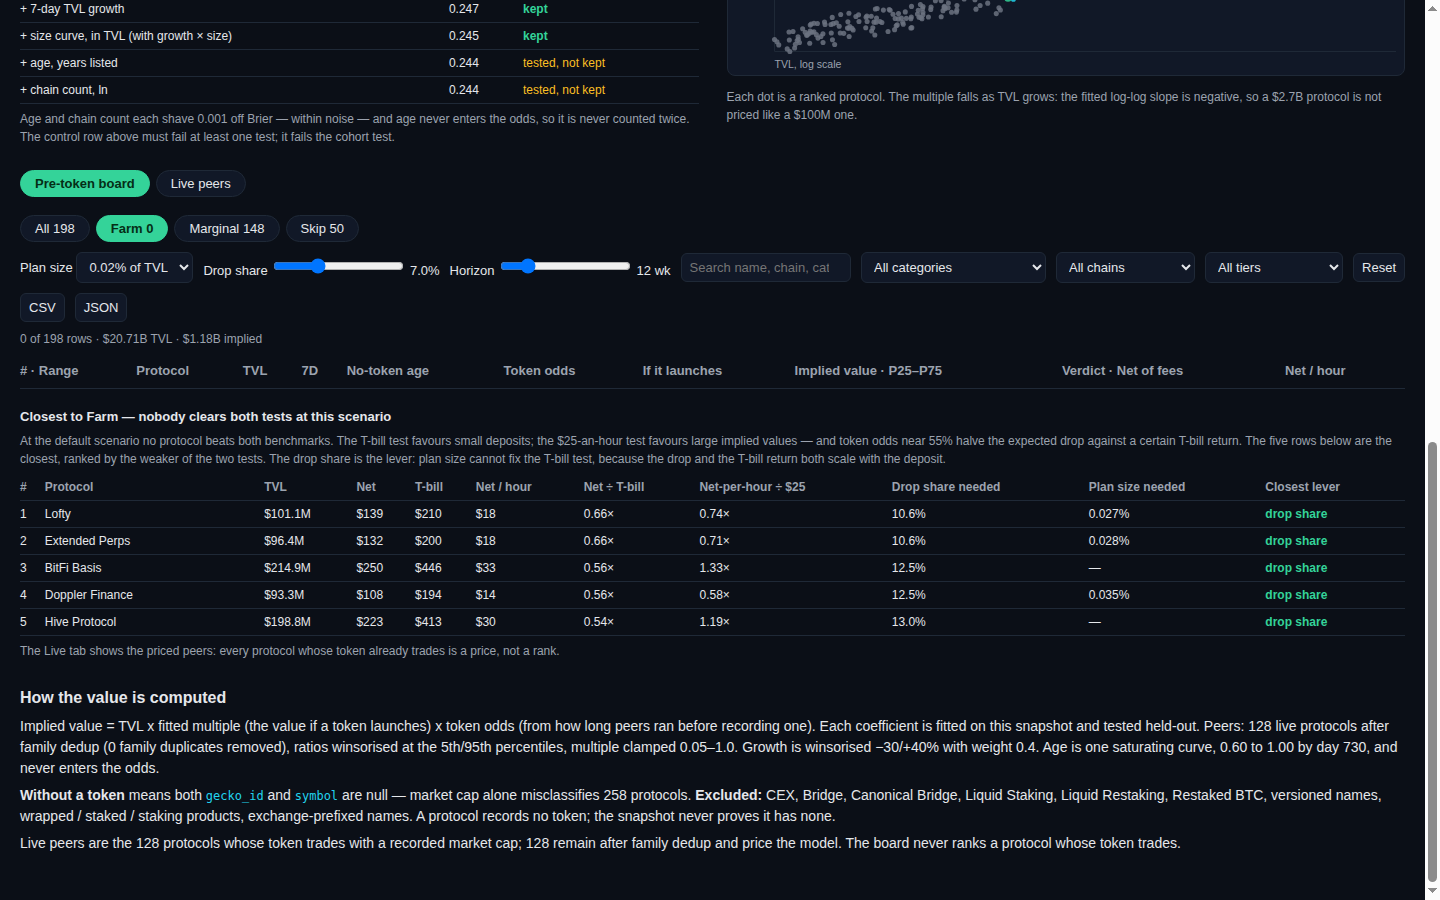 + 7-day TVL growth 0.247 kept
+ size curve, in TVL (with growth × size) 0.245 kept
+ age, years listed 0.244 tested, not kept
+ chain count, ln 0.244 tested, not kept
Age and chain count each shave 0.001 off Brier — within noise — and age never enters the odds, so it is never counted twice.
The control row above must fail at least one test; it fails the cohort test.
TVL, log scale
Each dot is a ranked protocol. The multiple falls as TVL grows: the fitted log-log slope is negative, so a $2.7B protocol is not
priced like a $100M one.
Pre-token board Live peers
All 198 Farm 0 Marginal 148 Skip 50
Plan size 0.02% of TVL Drop share 7.0% Horizon 12 wk Search name, chain, cat All categories All chains All tiers Reset
CSV JSON
0 of 198 rows · $20.71B TVL · $1.18B implied
# · Range Protocol TVL 7D No-token age Token odds If it launches Implied value · P25–P75 Verdict · Net of fees Net / hour
Closest to Farm — nobody clears both tests at this scenario
At the default scenario no protocol beats both benchmarks. The T-bill test favours small deposits; the $25-an-hour test favours large implied values — and token odds near 55% halve the expected drop against a certain T-bill return. The five rows below are the
closest, ranked by the weaker of the two tests. The drop share is the lever: plan size cannot fix the T-bill test, because the drop and the T-bill return both scale with the deposit.
# Protocol TVL Net T-bill Net / hour Net ÷ T-bill Net-per-hour ÷ $25 Drop share needed Plan size needed Closest lever
1 Lofty $101.1M $139 $210 $18 0.66× 0.74× 10.6% 0.027% drop share
2 Extended Perps $96.4M $132 $200 $18 0.66× 0.71× 10.6% 0.028% drop share
3 BitFi Basis $214.9M $250 $446 $33 0.56× 1.33× 12.5% — drop share
4 Doppler Finance $93.3M $108 $194 $14 0.56× 0.58× 12.5% 0.035% drop share
5 Hive Protocol $198.8M $223 $413 $30 0.54× 1.19× 13.0% — drop share
The Live tab shows the priced peers: every protocol whose token already trades is a price, not a rank.
How the value is computed
Implied value = TVL x fitted multiple (the value if a token launches) x token odds (from how long peers ran before recording one). Each coefficient is fitted on this snapshot and tested held-out. Peers: 128 live protocols after
family dedup (0 family duplicates removed), ratios winsorised at the 5th/95th percentiles, multiple clamped 0.05–1.0. Growth is winsorised −30/+40% with weight 0.4. Age is one saturating curve, 0.60 to 1.00 by day 730, and
never enters the odds.
Without a token means both gecko_id and symbol are null — market cap alone misclassifies 258 protocols. Excluded: CEX, Bridge, Canonical Bridge, Liquid Staking, Liquid Restaking, Restaked BTC, versioned names,
wrapped / staked / staking products, exchange-prefixed names. A protocol records no token; the snapshot never proves it has none.
Live peers are the 128 protocols whose token trades with a recorded market cap; 128 remain after family dedup and price the model. The board never ranks a protocol whose token trades.